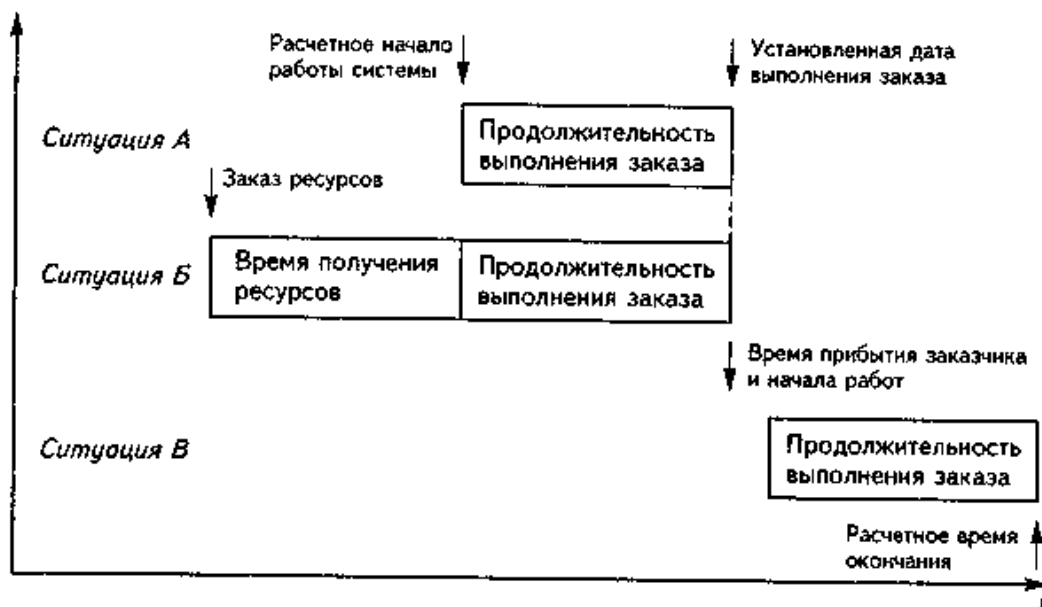 Расчетное начало
работы системы
Установленная дата
выполнения заказа
Ситуация А
Продолжительность
выполнения заказа
Заказ ресурсов
Ситуация Б
Время получения
ресурсов
Продолжительность
выполнения заказа
Время прибытия заказчика
и начала работ
Ситуация В
Продолжительность
выполнения заказа
Расчетное время
окончания